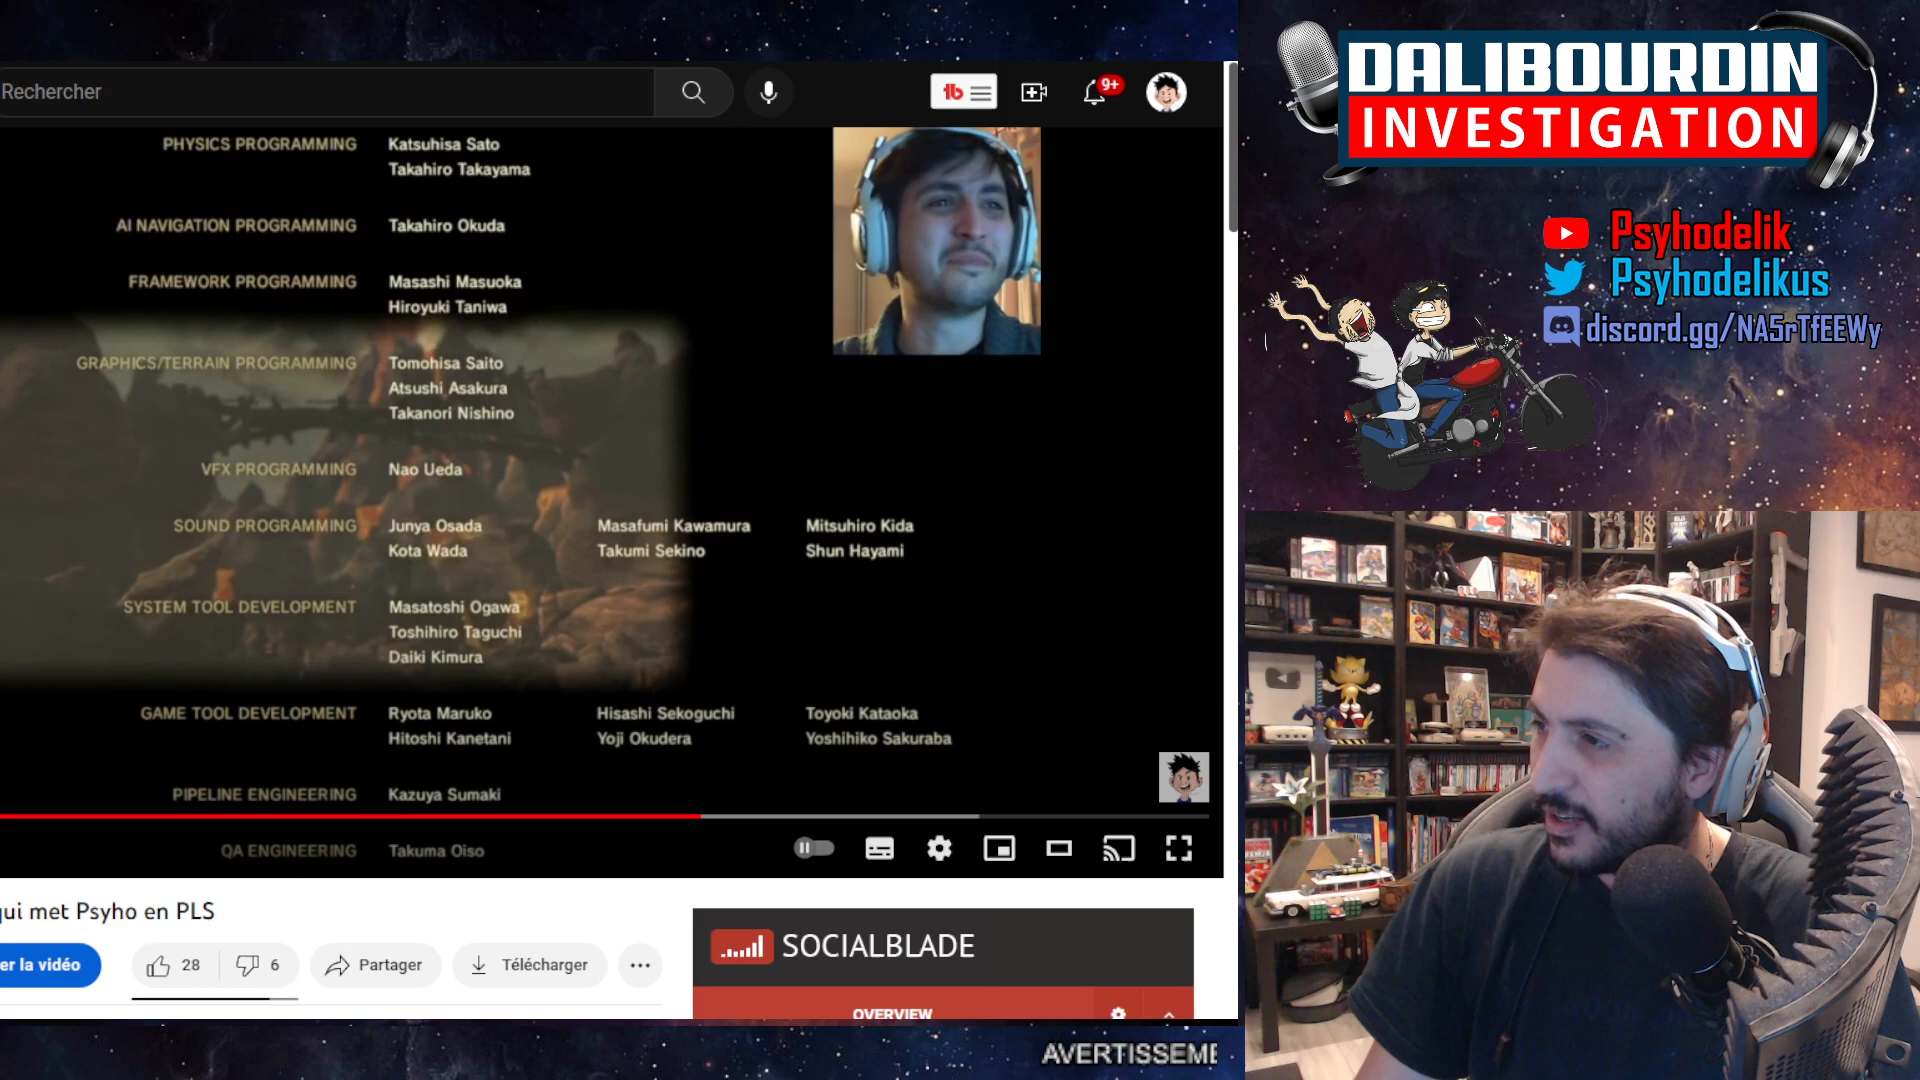 Rechercher
9+
PHYSICS PROGRAMMING Katsuhisa Sato
Takahiro Takayama
AI NAVIGATION PROGRAMMING Takahiro Okuda
FRAMEWORK PROGRAMMING Masashi Masuoka
Hiroyuki Taniwa
GRAPHICS/TERRAIN PROGRAMMING Tomohisa Saito
Atsushi Asakura
Takanori Nishino
VFX PROGRAMMING Nao Ueda
SOUND PROGRAMMING Junya Osada Masafumi Kawamura Mitsuhiro Kida
Kota Wada Takumi Sekino Shun Hayami
SYSTEM TOOL DEVELOPMENT Masatoshi Ogawa
Toshihiro Taguchi
Daiki Kimura
GAME TOOL DEVELOPMENT Ryota Maruko Hisashi Sekoguchi Toyoki Kataoka
Hitoshi Kanetani Yoji Okudera Yoshihiko Sakuraba
PIPELINE ENGINEERING Kazuya Sumaki
QA ENGINEERING Takuma Oiso
qui met Psyho en PLS
er la vidéo 28 6 Partager Télécharger
SOCIALBLADE
OVERVIEW
AVERTISSEME
DALIBOURDIN
INVESTIGATION
Psyhodelik
Psyhodelikus
discord.gg/NA5rTfEEWy